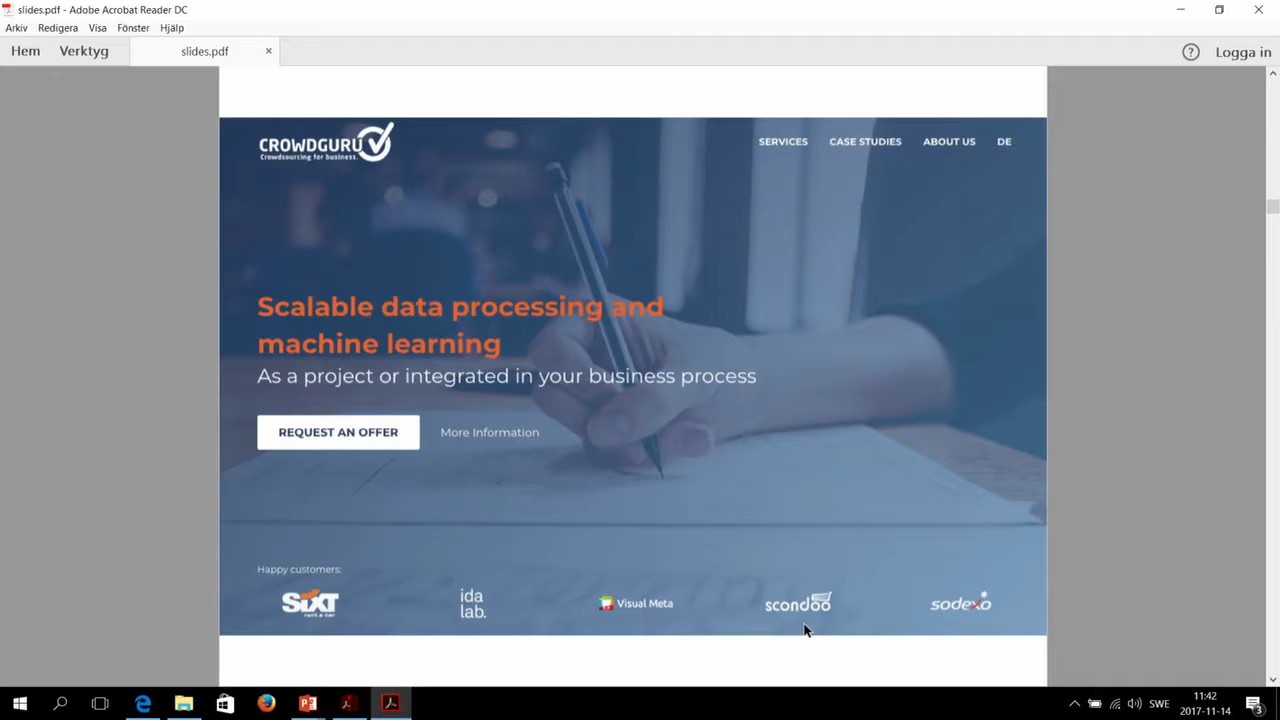 slides.pdf - Adobe Acrobat Reader DC
Arkiv Redigera Visa Fönster Hjälp
Hem Verktyg slides.pdf × ? Logga in
CROWDGURU
Crowdsourcing for business.
SERVICES CASE STUDIES ABOUT US DE
Scalable data processing and
machine learning
As a project or integrated in your business process
REQUEST AN OFFER More Information
Happy customers:
SIXT
rent a car
ida
lab.
Visual Meta
scondoo
sodexo
SWE
11:42
2017-11-14
3